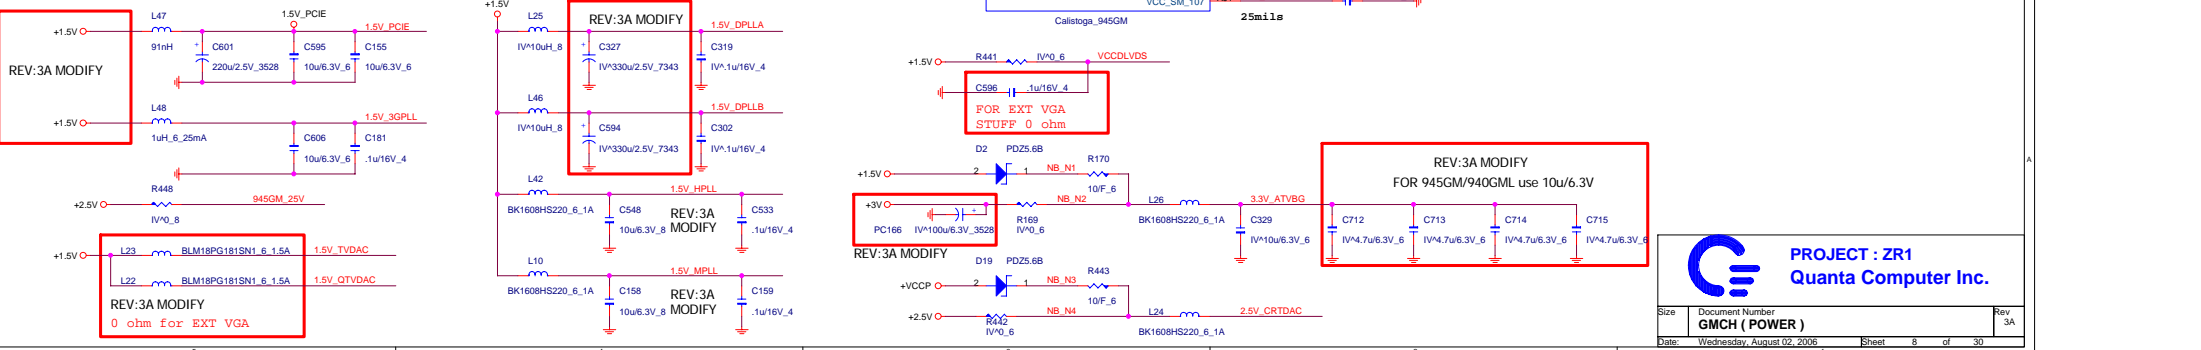 L47
1.5V_PCIE
+1.5V
1.5V_PCIE
91nH
C601
220u/2.5V_3528
C595
10u/6.3V_6
C155
10u/6.3V_6
REV:3A MODIFY
L48
+1.5V
1.5V_3GPLL
1uH_6_25mA
C606
10u/6.3V_6
C181
.1u/16V_4
R448
+2.5V
945GM_25V
IV^0_8
+1.5V
L23
BLM18PG181SN1_6_1.5A
1.5V_TVDAC
L22
BLM18PG181SN1_6_1.5A
1.5V_QTVDAC
REV:3A MODIFY
0 ohm for EXT VGA
+1.5V
L25
REV:3A MODIFY
1.5V_DPLLA
IV^10uH_8
C327
IV^330u/2.5V_7343
C319
IV^.1u/16V_4
L46
1.5V_DPLLB
IV^10uH_8
C594
IV^330u/2.5V_7343
C302
IV^.1u/16V_4
L42
1.5V_HPLL
BK1608HS220_6_1A
C548
10u/6.3V_8
REV:3A
MODIFY
C533
.1u/16V_4
L10
1.5V_MPLL
BK1608HS220_6_1A
C158
10u/6.3V_8
REV:3A
MODIFY
C159
.1u/16V_4
VCC_SM_107
Calistoga_945GM
25mils
+1.5V
R441
IV^0_6
VCCDLVDS
C596
.1u/16V_4
FOR EXT VGA
STUFF 0 ohm
D2
PDZ5.6B
+1.5V
2
1
NB_N1
R170
10/F_6
+3V
NB_N2
R169
IV^0_6
PC166
IV^100u/6.3V_3528
REV:3A MODIFY
L26
BK1608HS220_6_1A
3.3V_ATVBG
C329
IV^10u/6.3V_6
REV:3A MODIFY
FOR 945GM/940GML use 10u/6.3V
C712
IV^4.7u/6.3V_6
C713
IV^4.7u/6.3V_6
C714
IV^4.7u/6.3V_6
C715
IV^4.7u/6.3V_6
D19
PDZ5.6B
+VCCP
2
1
NB_N3
R443
10/F_6
+2.5V
NB_N4
R442
IV^0_6
L24
BK1608HS220_6_1A
2.5V_CRTDAC
A
PROJECT : ZR1
Quanta Computer Inc.
Size
Document Number
Rev
GMCH ( POWER )
3A
Date:
Wednesday, August 02, 2006
Sheet
8
of
30